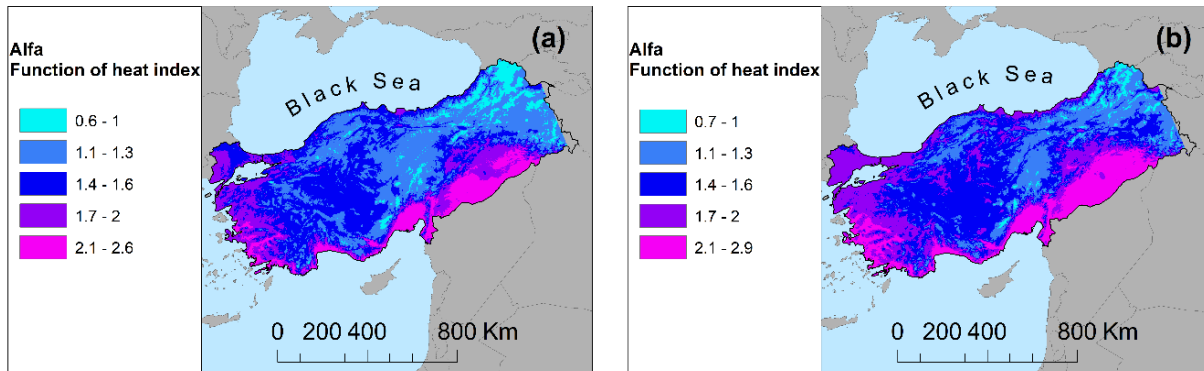 Alfa
Function of heat index
0.6 - 1
1.1 - 1.3
1.4 - 1.6
1.7 - 2
2.1 - 2.6
(a)
Black Sea
0 200 400 800 Km
Alfa
Function of heat index
0.7 - 1
1.1 - 1.3
1.4 - 1.6
1.7 - 2
2.1 - 2.9
(b)
Black Sea
0 200 400 800 Km